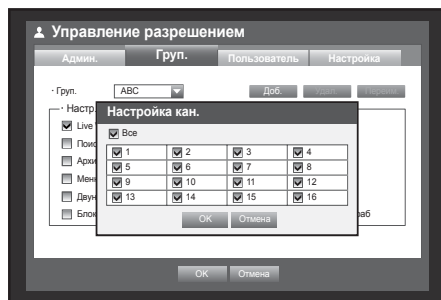 Управление разрешением
Админ. Груп. Пользователь Настройка
· Груп. ABC Доб. Удал. Переим.
· Настр.
Live
Настройка кан.
Все
1 2 3 4
5 6 7 8
9 10 11 12
13 14 15 16
OK Отмена
Поис
Архи
Меню
Двун
Блок
раб
OK Отмена